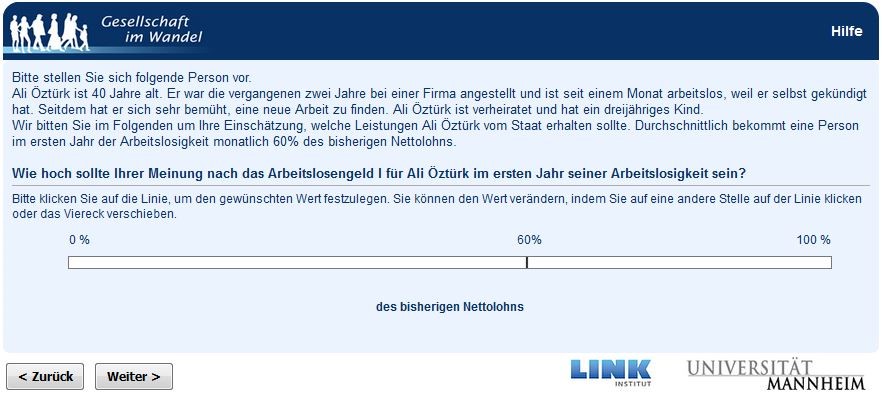 Gesellschaft
im Wandel
Hilfe
Bitte stellen Sie sich folgende Person vor.
Ali Öztürk ist 40 Jahre alt. Er war die vergangenen zwei Jahre bei einer Firma angestellt und ist seit einem Monat arbeitslos, weil er selbst gekündigt
hat. Seitdem hat er sich sehr bemüht, eine neue Arbeit zu finden. Ali Öztürk ist verheiratet und hat ein dreijähriges Kind.
Wir bitten Sie im Folgenden um Ihre Einschätzung, welche Leistungen Ali Öztürk vom Staat erhalten sollte. Durchschnittlich bekommt eine Person
im ersten Jahr der Arbeitslosigkeit monatlich 60% des bisherigen Nettolohns.
Wie hoch sollte Ihrer Meinung nach das Arbeitslosengeld I für Ali Öztürk im ersten Jahr seiner Arbeitslosigkeit sein?
Bitte klicken Sie auf die Linie, um den gewünschten Wert festzulegen. Sie können den Wert verändern, indem Sie auf eine andere Stelle auf der Linie klicken
oder das Viereck verschieben.
0 % 60% 100 %
des bisherigen Nettolohns
< Zurück Weiter >
LINK
INSTITUT
UNIVERSITÄT
MANNHEIM